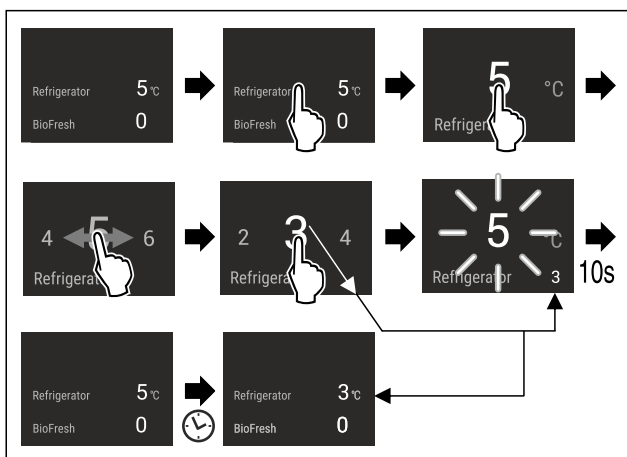 Refrigerator 5 °C
BioFresh 0
Refrigerator 5 °C
BioFresh 0
5 °C
Refriger
4 5 6
Refrigera
2 3 4
Refrigera
5 °C
Refrigerator 3
10s
Refrigerator 5 °C
BioFresh 0
Refrigerator 3 °C
BioFresh 0